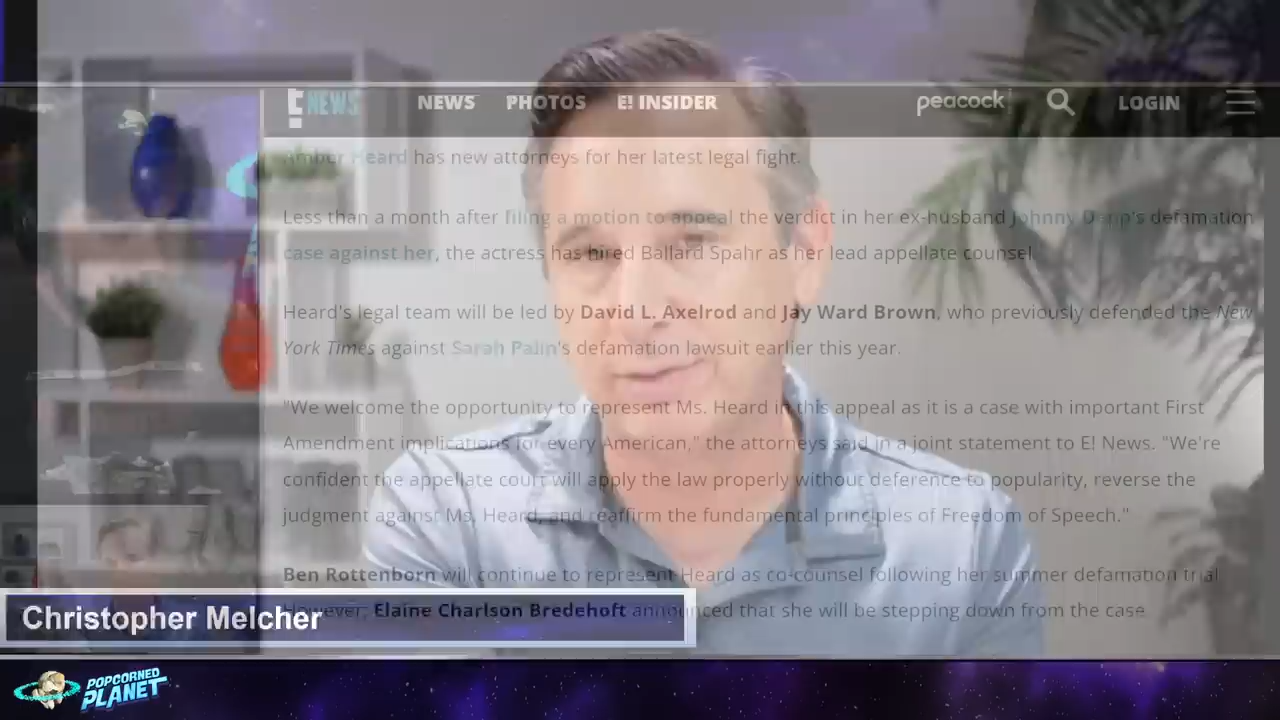 NEWS NEWS PHOTOS E! INSIDER peacock LOGIN
Amber Heard has new attorneys for her latest legal fight.
Less than a month after filing a motion to appeal the verdict in her ex-husband Johnny Depp's defamation
case against her, the actress has hired Ballard Spahr as her lead appellate counsel.
Heard's legal team will be led by David L. Axelrod and Jay Ward Brown, who previously defended the New
York Times against Sarah Palin's defamation lawsuit earlier this year.
"We welcome the opportunity to represent Ms. Heard in this appeal as it is a case with important First
Amendment implications for every American," the attorneys said in a joint statement to E! News. "We're
confident the appellate court will apply the law properly without deference to popularity, reverse the
judgment against Ms. Heard, and reaffirm the fundamental principles of Freedom of Speech."
Ben Rottenborn will continue to represent Heard as co-counsel following her summer defamation trial.
However, Elaine Charlson Bredehoft announced that she will be stepping down from the case.
Christopher Melcher
POPCORNED
PLANET